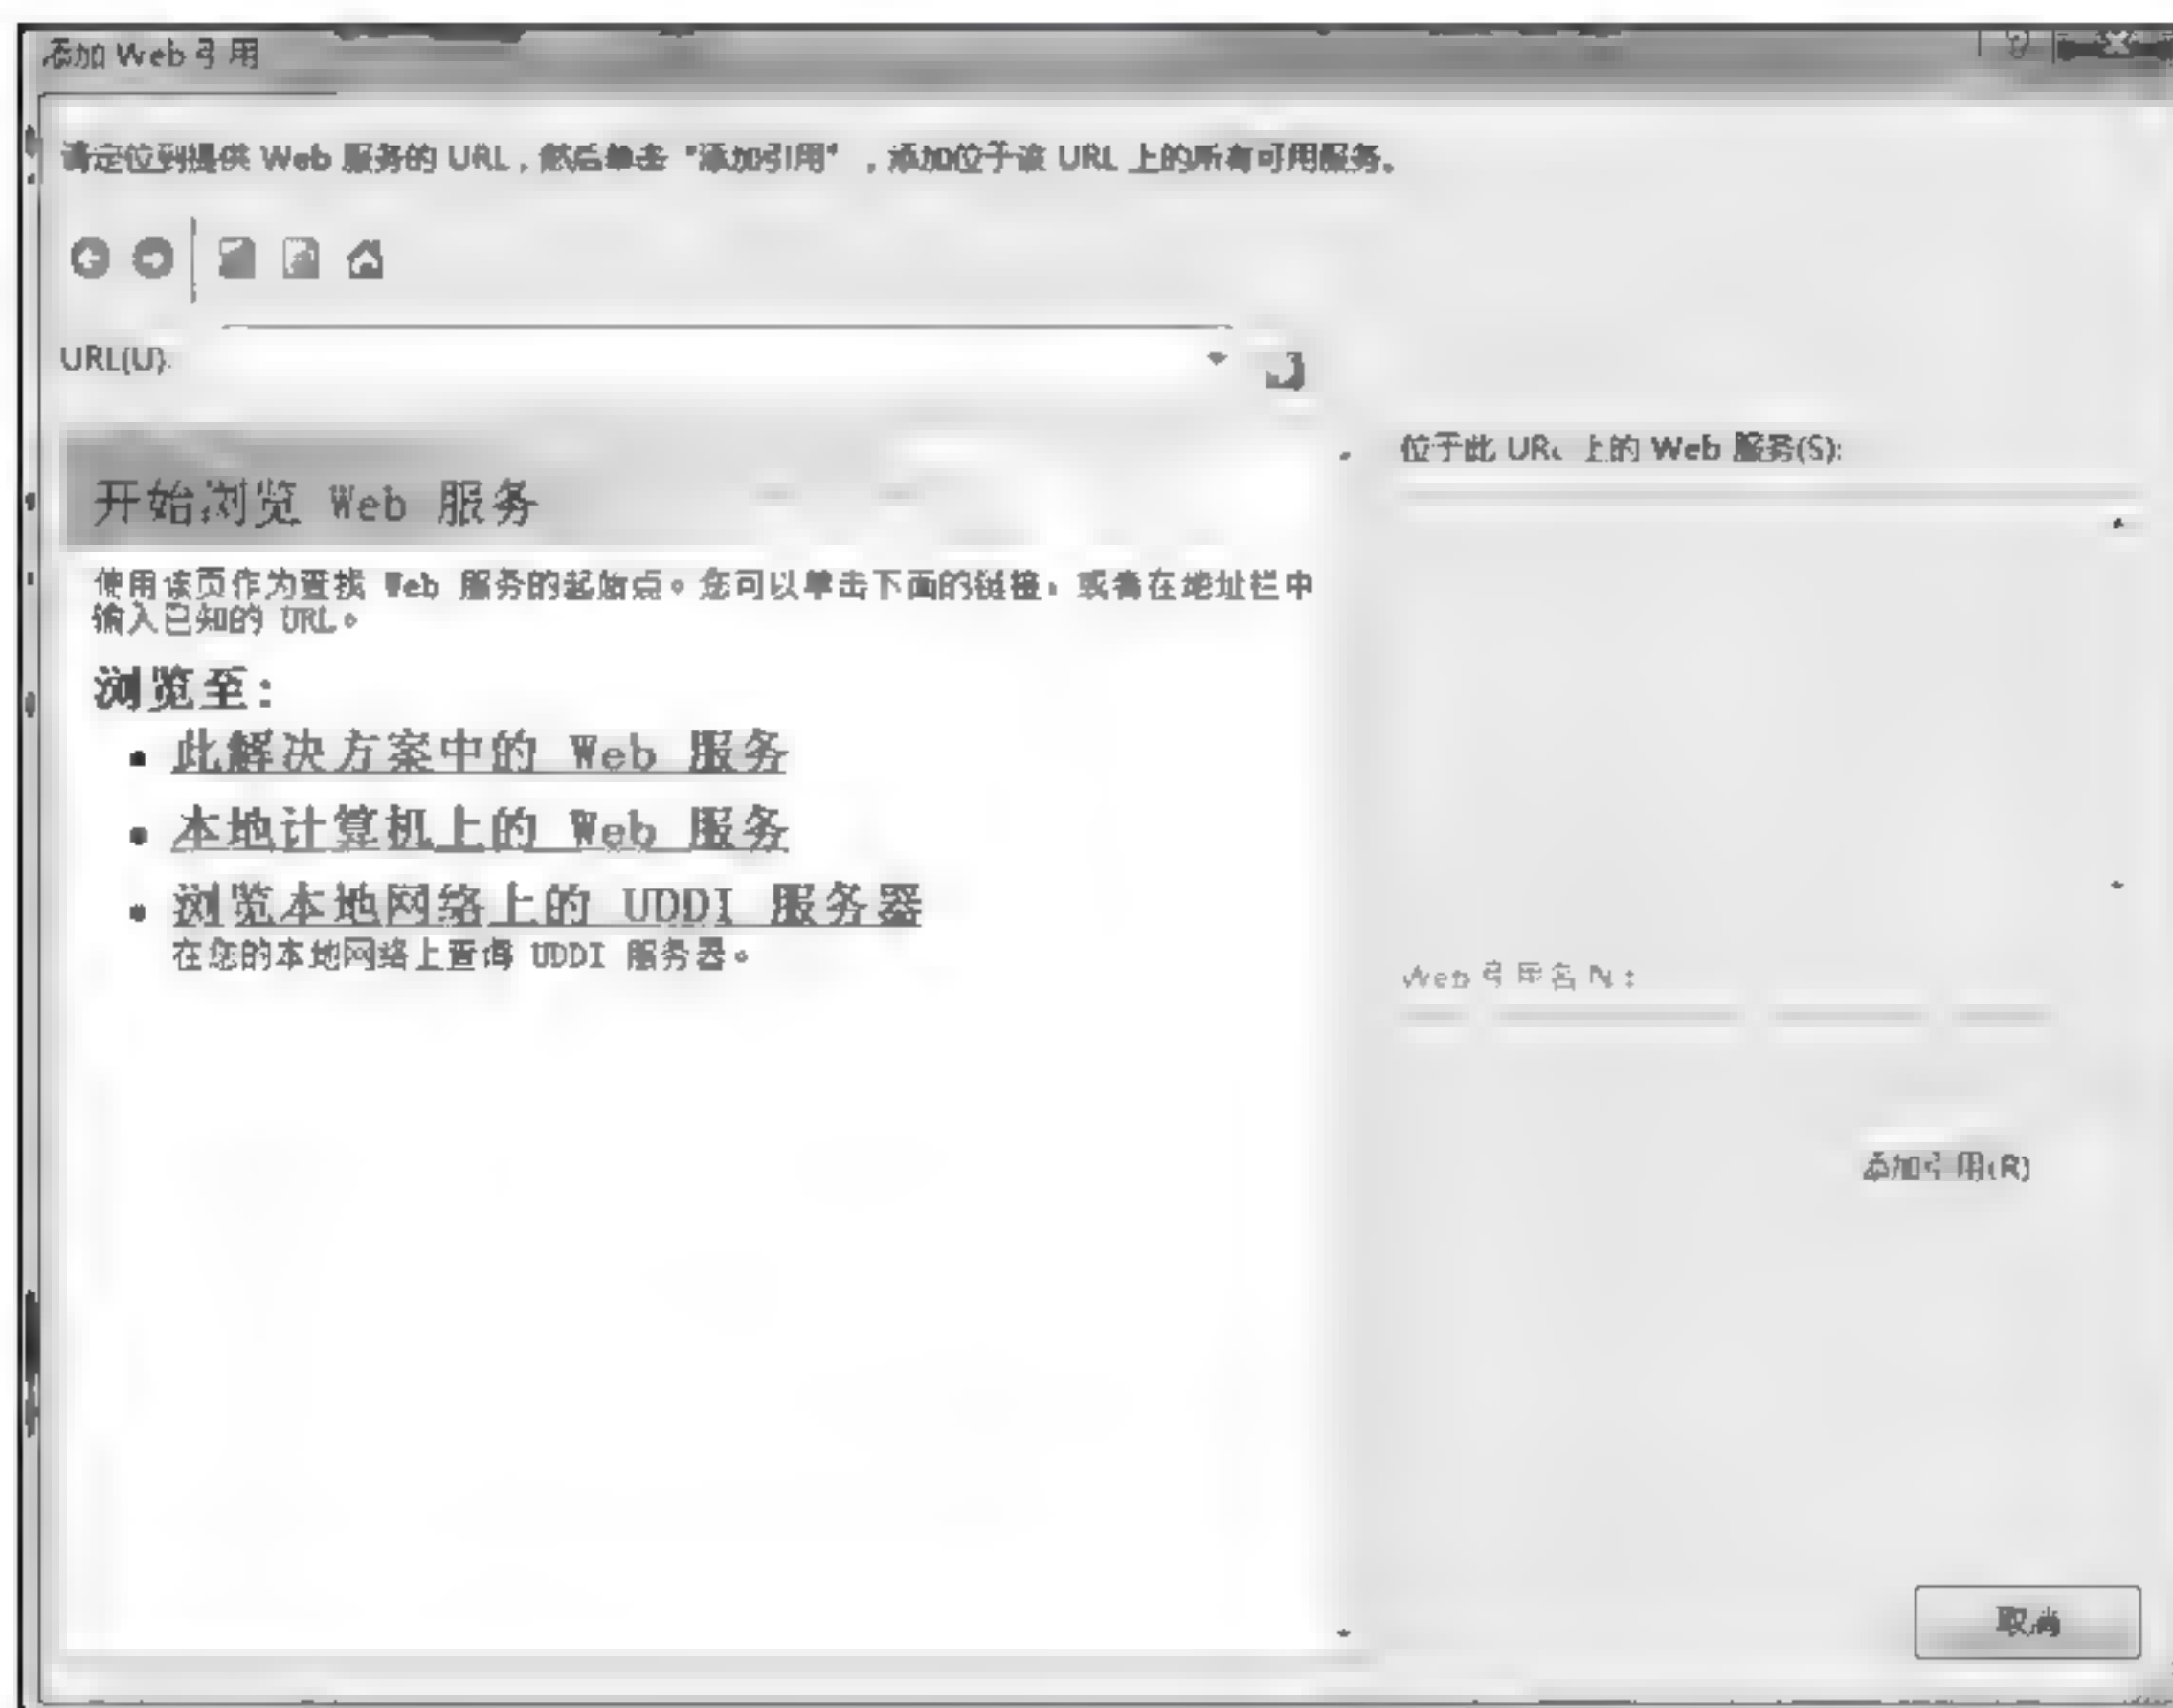 添加 Web 引用
请定位到提供 Web 服务的 URL，然后单击“添加引用”，添加位于该 URL 上的所有可用服务。
URL(U):
位于此 URL 上的 Web 服务(S):
开始浏览 Web 服务
使用该页作为查找 Web 服务的起始点。您可以单击下面的链接，或者在地址栏中
输入已知的 URL。
浏览至:
此解决方案中的 Web 服务
本地计算机上的 Web 服务
浏览本地网络上的 UDDI 服务器
在您的本地网络上查询 UDDI 服务器。
Web 引用名(N):
添加引用(R)
取消